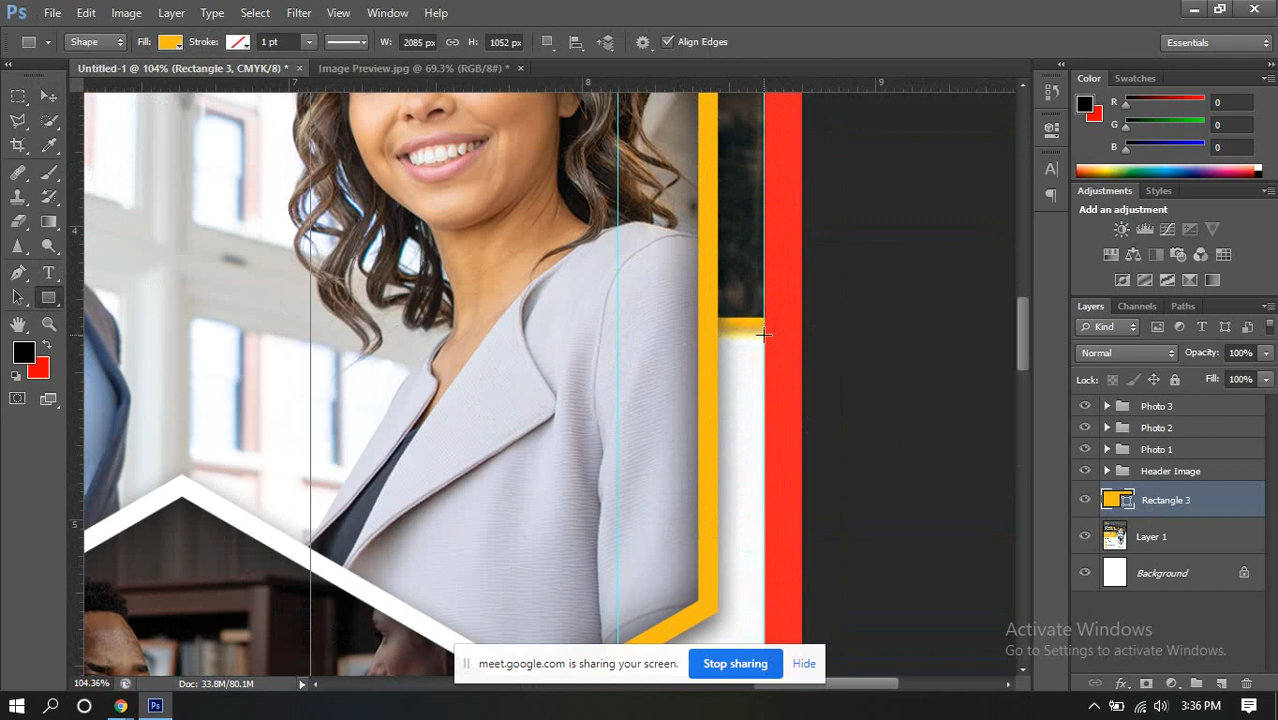 Ps File Edit Image Layer Type Select Filter View Window Help
Shape Fill: Stroke: 1 pt W: 2085 px H: 1052 px Align Edges Essentials
Untitled-1 @ 104% (Rectangle 3, CMYK/8) * × Image Preview.jpg @ 69.3% (RGB/8#) * ×
7 8 9
4
5
Color Swatches
R 0
G 0
B 0
Adjustments Styles
Add an adjustment
Layers Channels Paths
Kind
Normal Opacity: 100%
Lock: Fill: 100%
Photo 3
Photo 2
Photo 1
Header Image
Rectangle 3
Layer 1
Background
Activate Windows
Go to Settings to activate Windows.
meet.google.com is sharing your screen. Stop sharing Hide
104.36% Doc: 33.8M/80.1M
3:36 PM